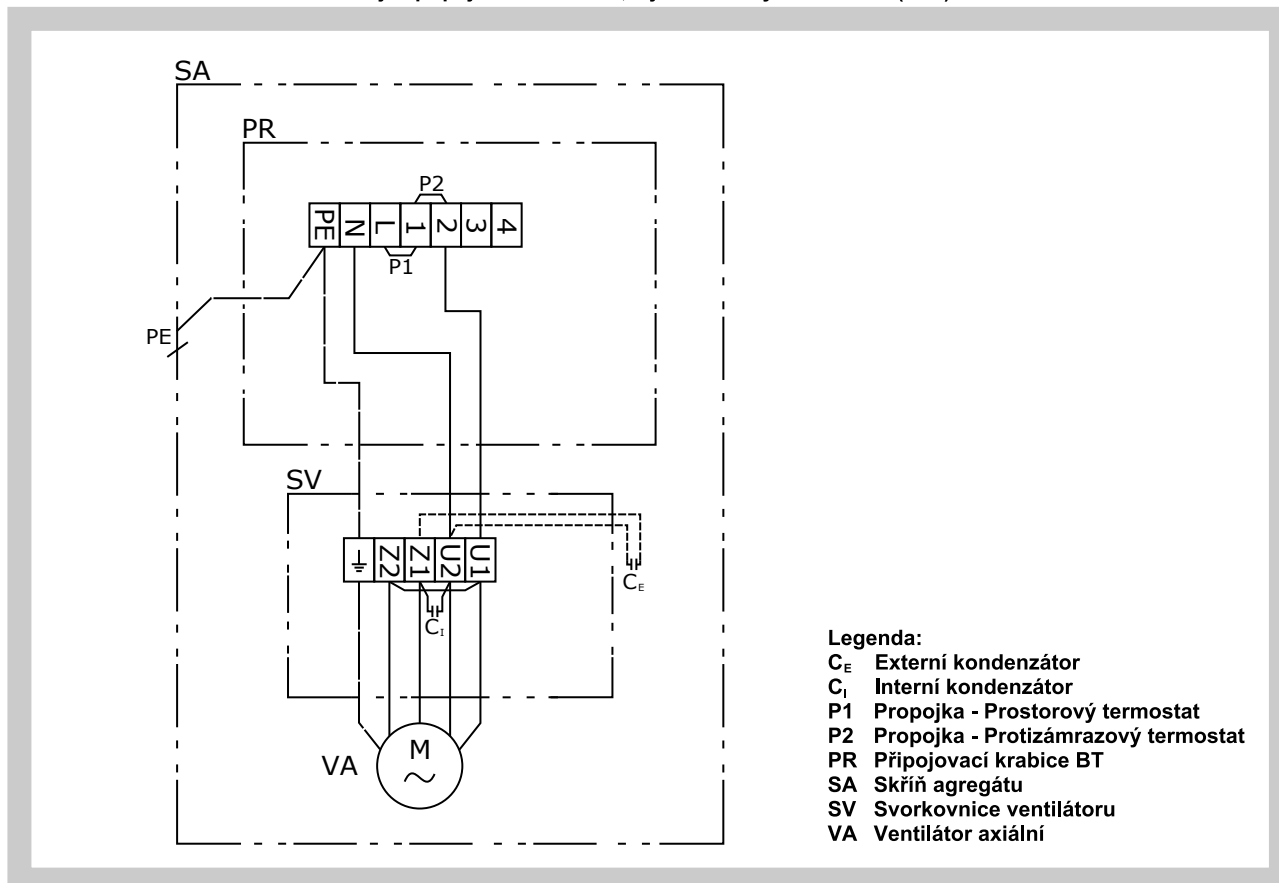 SA
PR
P2
PE N L 1 2 3 4
P1
PE
SV
Z2 Z1 U2 U1
CE
CI
M
VA
Legenda:
CE Externí kondenzátor
CI Interní kondenzátor
P1 Propojka - Prostorový termostat
P2 Propojka - Protizámrazový termostat
PR Připojovací krabice BT
SA Skříň agregátu
SV Svorkovnice ventilátoru
VA Ventilátor axiální